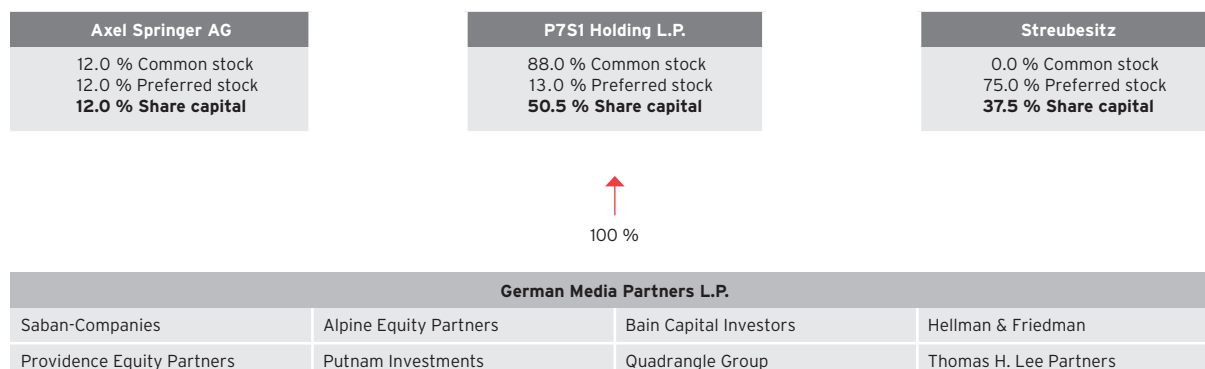 Axel Springer AG
12.0 % Common stock
12.0 % Preferred stock
12.0 % Share capital
P7S1 Holding L.P.
88.0 % Common stock
13.0 % Preferred stock
50.5 % Share capital
Streubesitz
0.0 % Common stock
75.0 % Preferred stock
37.5 % Share capital
100 %
German Media Partners L.P.
Saban-Companies
Alpine Equity Partners
Bain Capital Investors
Hellman & Friedman
Providence Equity Partners
Putnam Investments
Quadrangle Group
Thomas H. Lee Partners